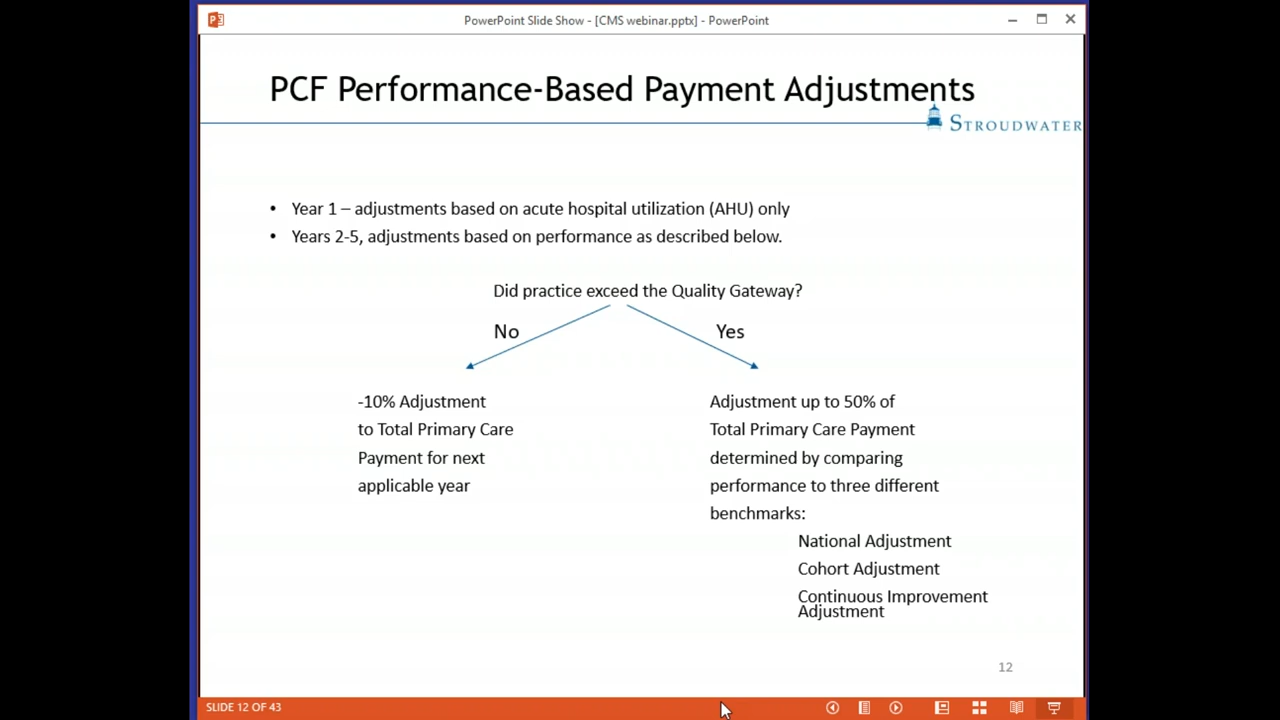 PowerPoint Slide Show - [CMS webinar.pptx] - PowerPoint
PCF Performance-Based Payment Adjustments
STROUDWATER
• Year 1 – adjustments based on acute hospital utilization (AHU) only
• Years 2-5, adjustments based on performance as described below.
Did practice exceed the Quality Gateway?
No
Yes
-10% Adjustment
to Total Primary Care
Payment for next
applicable year
Adjustment up to 50% of
Total Primary Care Payment
determined by comparing
performance to three different
benchmarks:
National Adjustment
Cohort Adjustment
Continuous Improvement
Adjustment
12
SLIDE 12 OF 43